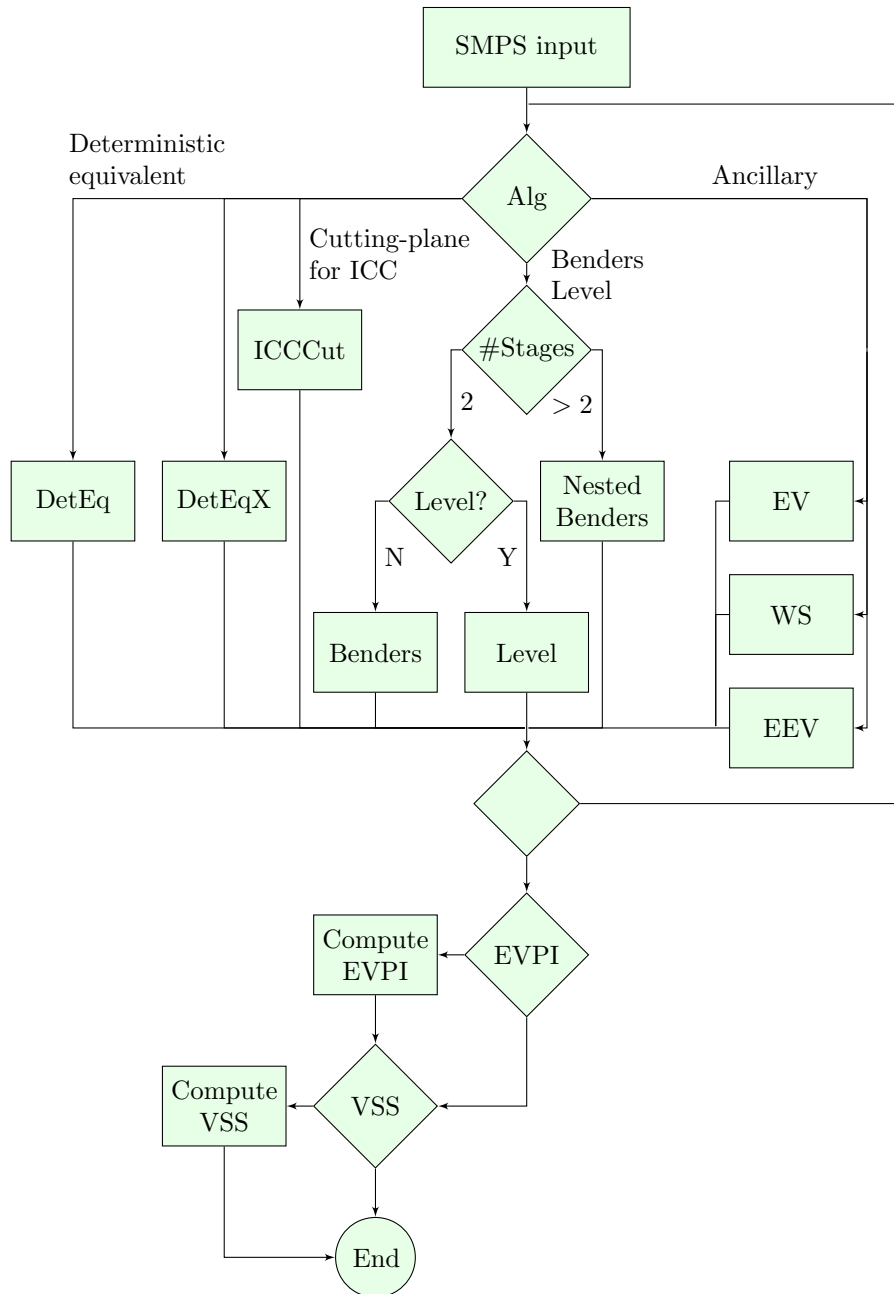 SMPS input
Deterministic
equivalent
Alg
Ancillary
Cutting-plane
for ICC
Benders
Level
ICCCut
#Stages
2
> 2
DetEq
DetEqX
Level?
Nested
Benders
EV
N
Y
WS
Benders
Level
EEV
Compute
EVPI
EVPI
Compute
VSS
VSS
End